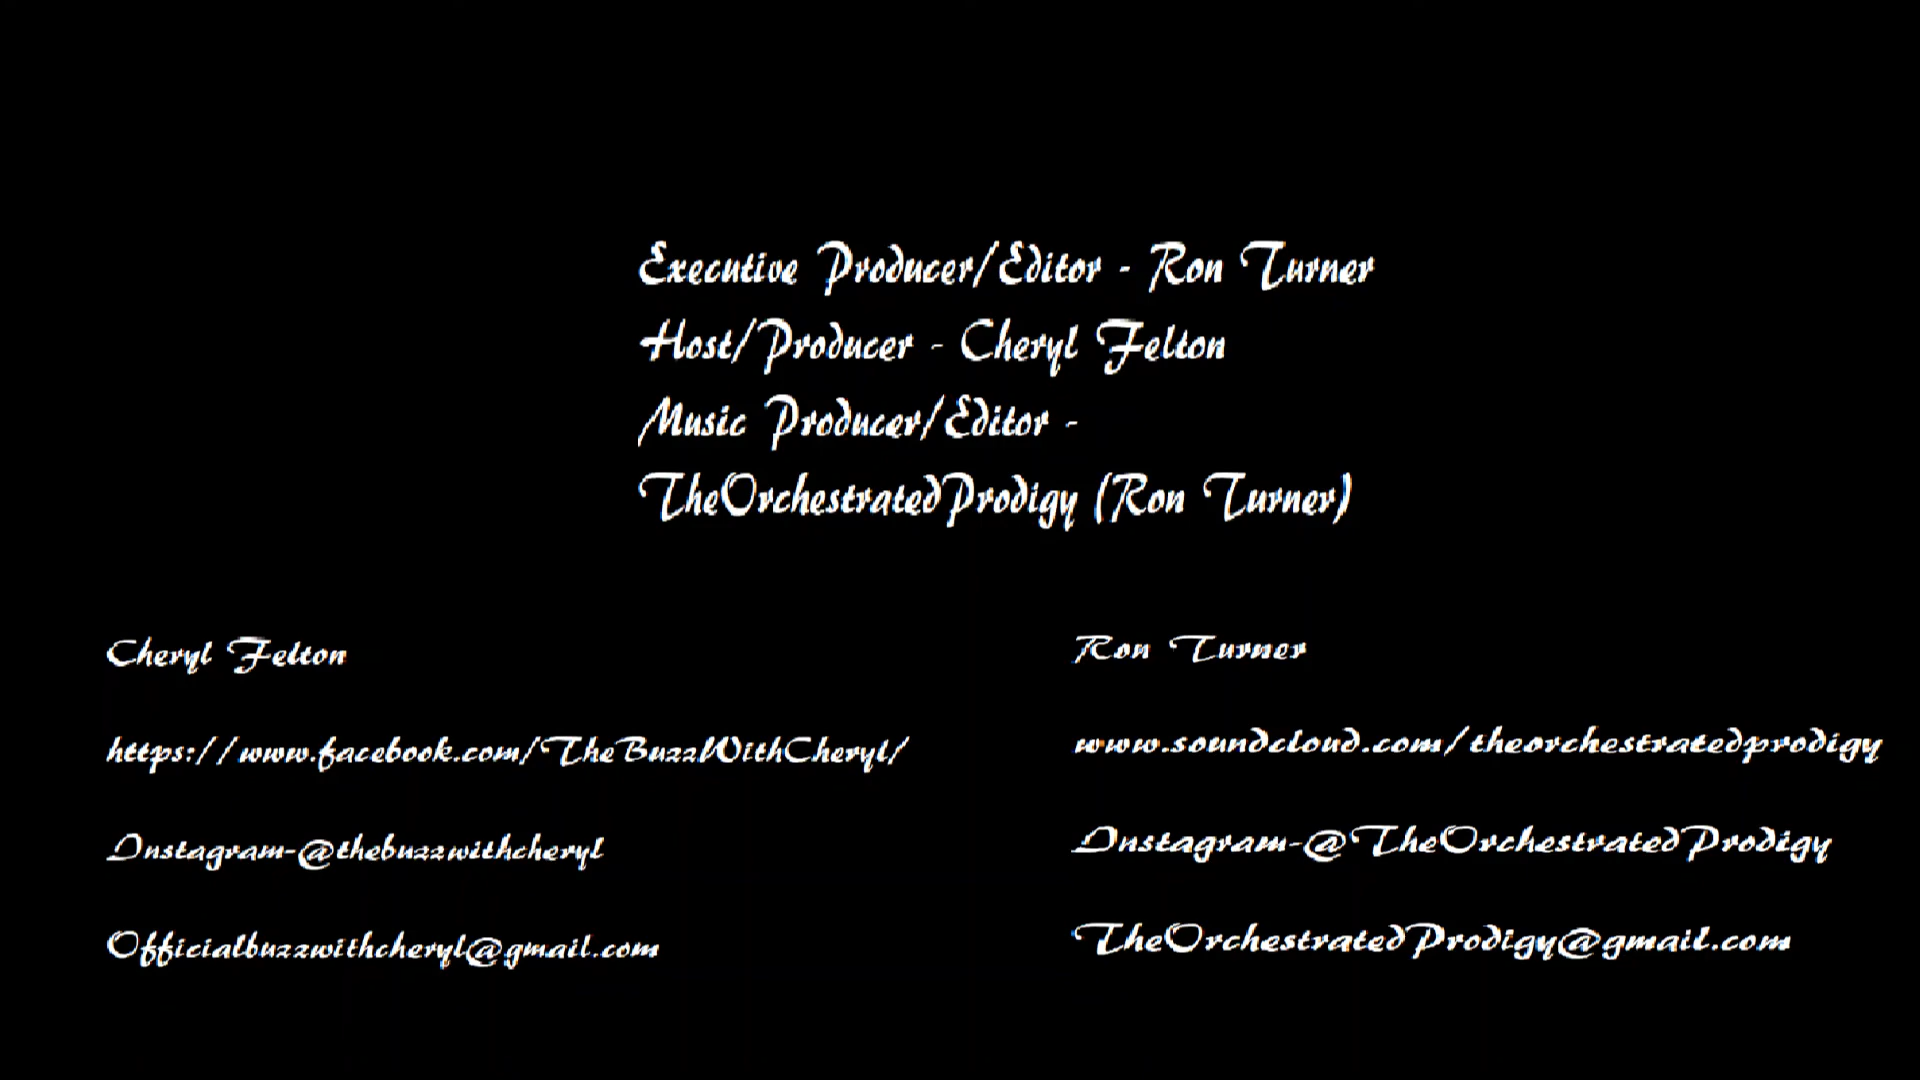 Executive Producer/Editor - Ron Turner
Host/Producer - Cheryl Felton
Music Producer/Editor -
TheOrchestratedProdigy (Ron Turner)
Cheryl Felton
https://www.facebook.com/TheBuzzWithCheryl/
Instagram-@thebuzzwithcheryl
Officialbuzzwithcheryl@gmail.com
Ron Turner
www.soundcloud.com/theorchestratedprodigy
Instagram-@TheOrchestratedProdigy
TheOrchestratedProdigy@gmail.com